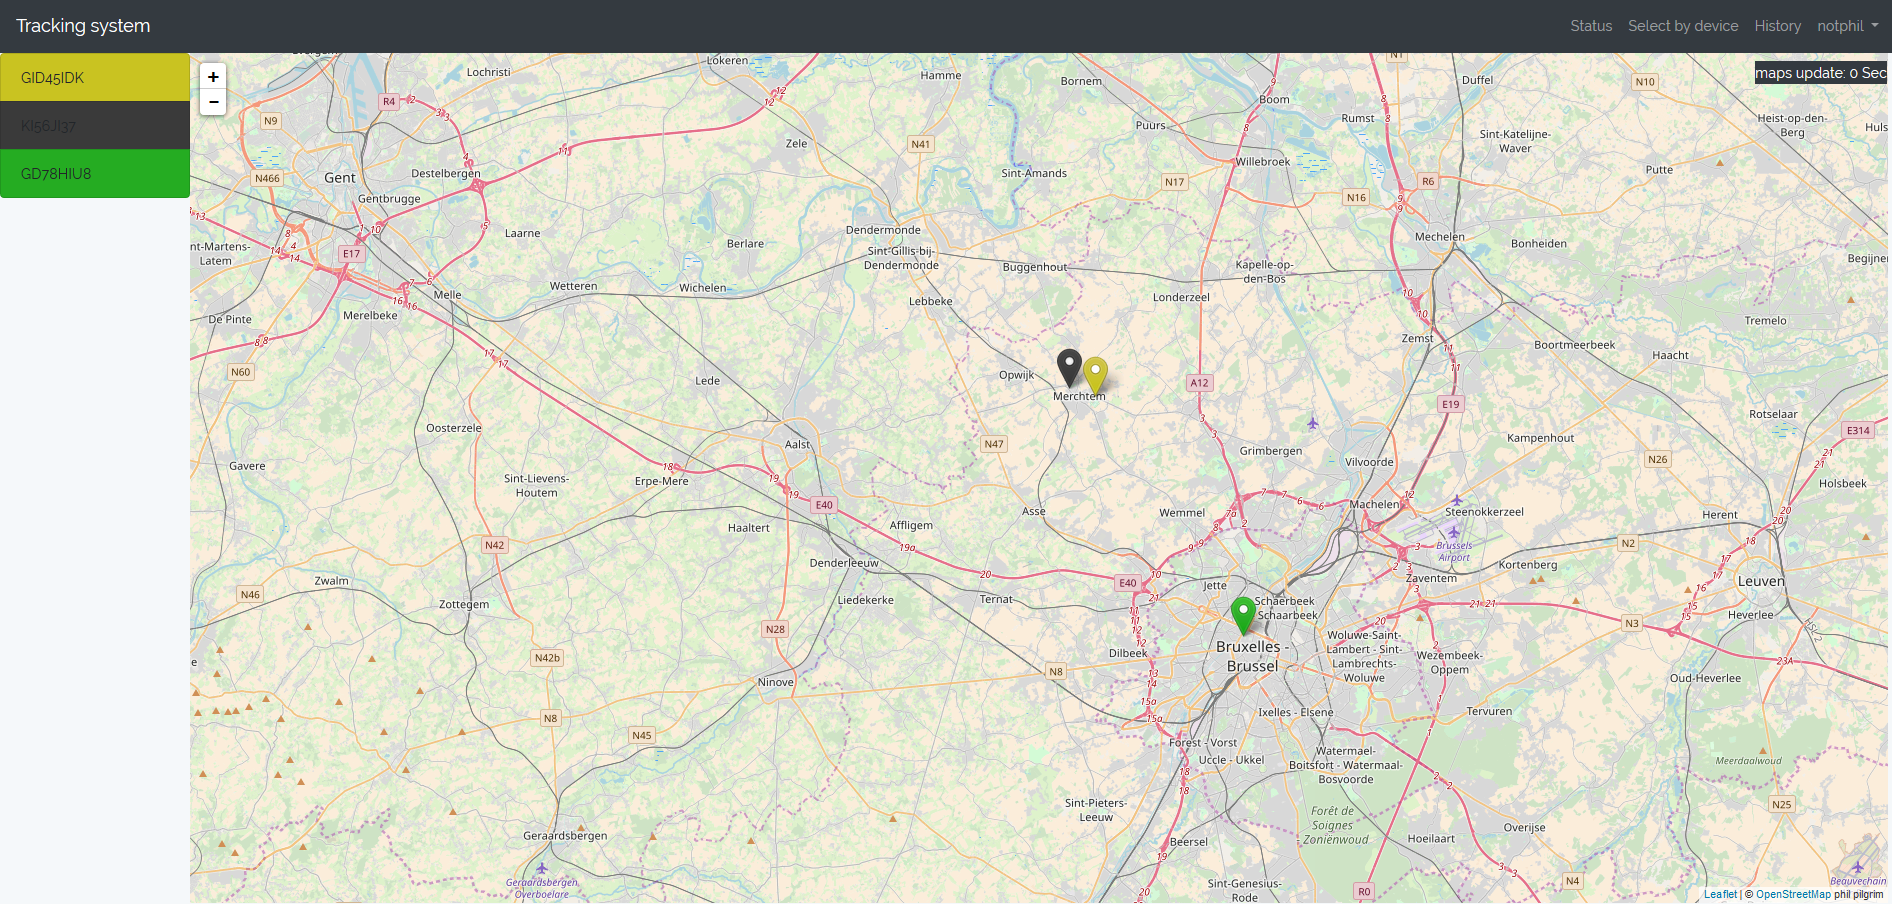 Tracking system
Status Select by device History notphil
GID45IDK
KI56JI37
GD78HIU8
+
-
maps update: 0 Sec
Lochristi
Lokeren
Hamme
Bornem
Duffel
N1
N10
Boom
Rumst
Heist-op-den-
Berg
R4
N9
Zele
N41
Puurs
Sint-Katelijne-
Waver
Willebroek
Putte
Gent
N466
Destelbergen
Sint-Amands
N17
N16
R6
Gentbrugge
Laarne
Berlare
Dendermonde
Mechelen
Bonheiden
nt-Martens-
Latem
E17
Sint-Gillis-bij-
Dendermonde
Buggenhout
Kapelle-op-
den-Bos
Wetteren
Wichelen
Melle
Lebbeke
Londerzeel
De Pinte
Merelbeke
Tremelo
Zemst
Boortmeerbeek
Haacht
N60
Lede
Opwijk
Merchtem
A12
E19
Rotselaar
E314
Oosterzele
Aalst
N47
Grimbergen
Kampenhout
Gavere
Vilvoorde
N26
Sint-Lievens-
Houtem
Erpe-Mere
Holsbeek
E40
Asse
Wemmel
Machelen
Steenokkerzeel
Herent
Haaltert
Affligem
N42
19a
Brussels
Airport
N2
Denderleeuw
Kortenberg
Zwalm
E40
Jette
Zaventem
Leuven
N46
Zottegem
Liedekerke
Ternat
Schaerbeek
- Schaarbeek
Heverlee
N28
N3
Dilbeek
Bruxelles -
Brussel
Woluwe-Saint-
Lambert - Sint-
Lambrechts-
Woluwe
Wezembeek-
Oppem
N42b
N8
Ninove
23A
Oud-Heverlee
N8
Ixelles - Elsene
Tervuren
N45
Forest - Vorst
Uccle - Ukkel
Watermael-
Boitsfort - Watermaal-
Bosvoorde
Meerdaalwoud
Sint-Pieters-
Leeuw
Forêt de
Soignes
Zoniënwoud
N25
Geraardsbergen
Beersel
Hoeilaart
Overijse
Geraardsbergen
Overboelare
Sint-Genesius-
Rode
R0
N4
Beauvechain
Leaflet | © OpenStreetMap phil pilgrim